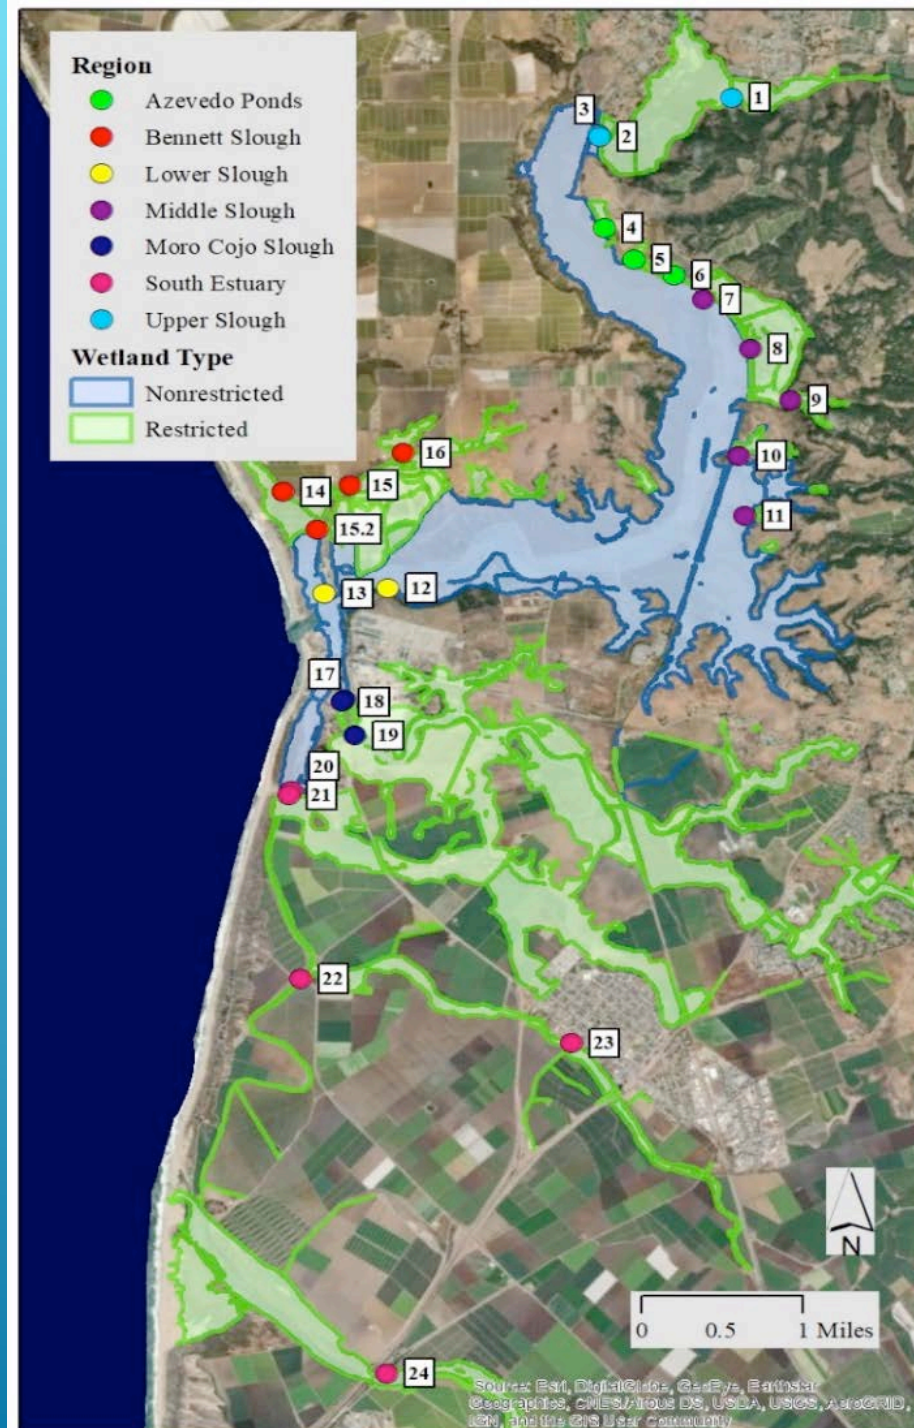 Region
Azevedo Ponds
Bennett Slough
Lower Slough
Middle Slough
Moro Cojo Slough
South Estuary
Upper Slough
Wetland Type
Nonrestricted
Restricted
1
3
2
4
5
6
7
8
9
16
10
15
14
11
15.2
12
13
17
18
19
20
21
22
23
N
0 0.5 1 Miles
24
Source: Esri, DigitalGlobe, GeoEye, Earthstar
Geographics, CNES/Airbus DS, USDA, USGS, AeroGRID,
IGN, and the GIS User Community